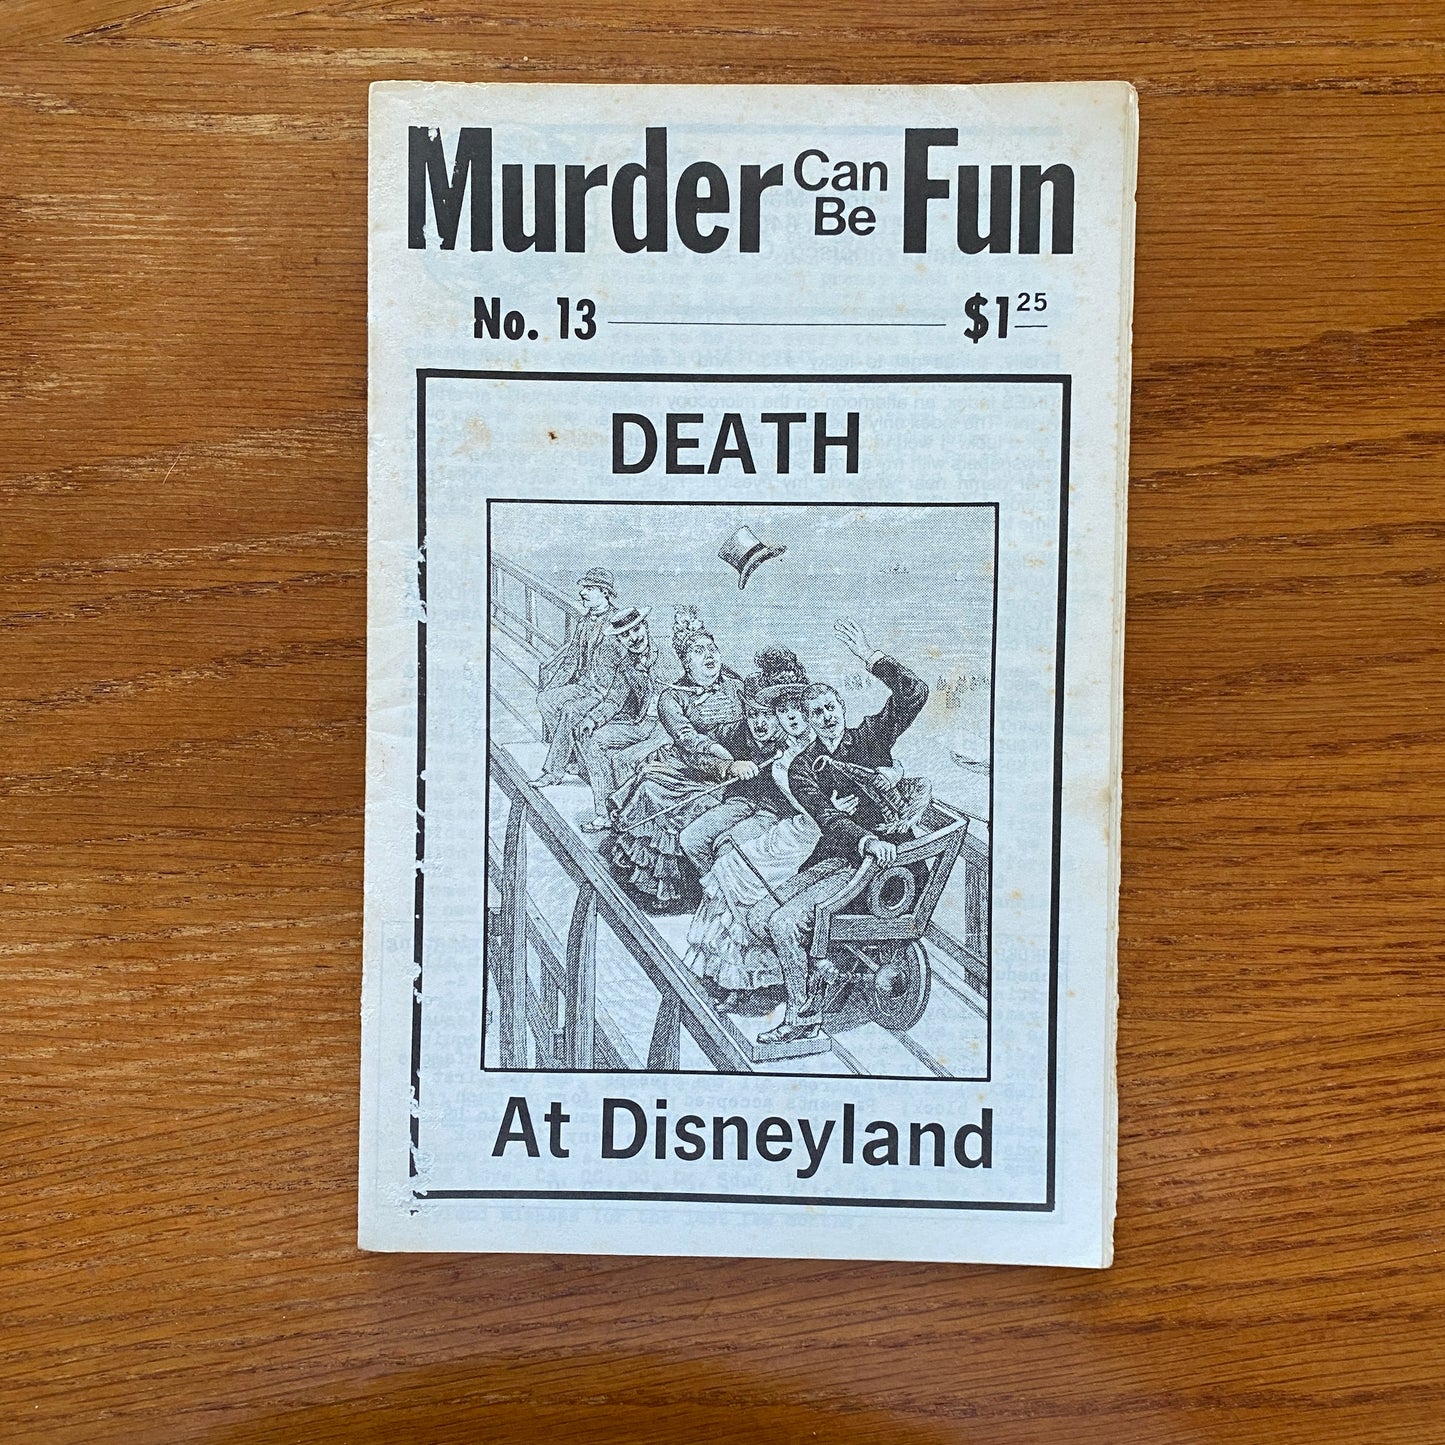 Murder Can Be Fun
No. 13 $1 25
DEATH
At Disneyland